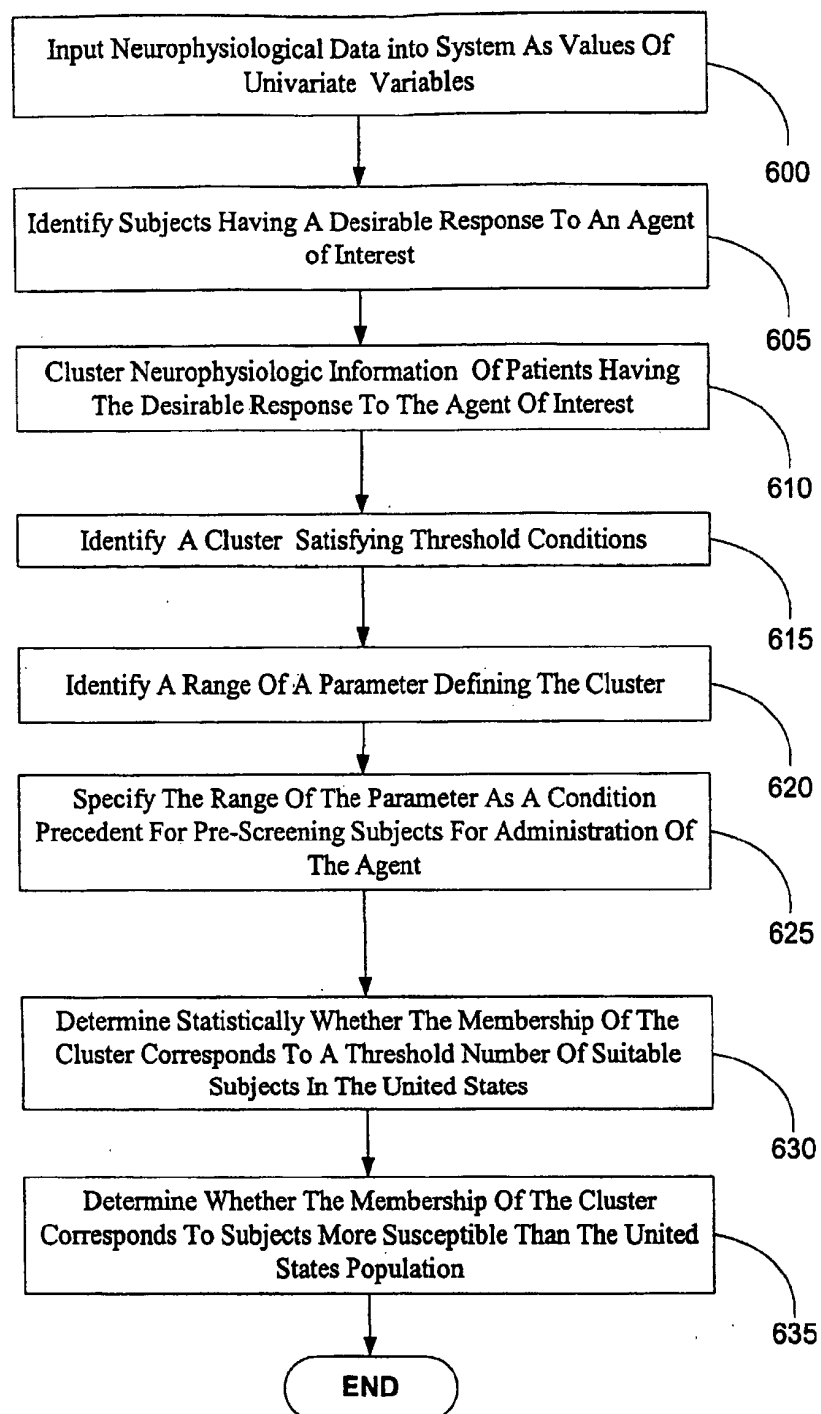 Input Neurophysiological Data into System As Values Of
Univariate Variables
600
Identify Subjects Having A Desirable Response To An Agent
of Interest
605
Cluster Neurophysiologic Information Of Patients Having
The Desirable Response To The Agent Of Interest
610
Identify A Cluster Satisfying Threshold Conditions
615
Identify A Range Of A Parameter Defining The Cluster
620
Specify The Range Of The Parameter As A Condition
Precedent For Pre-Screening Subjects For Administration Of
The Agent
625
Determine Statistically Whether The Membership Of The
Cluster Corresponds To A Threshold Number Of Suitable
Subjects In The United States
630
Determine Whether The Membership Of The Cluster
Corresponds To Subjects More Susceptible Than The United
States Population
635
END